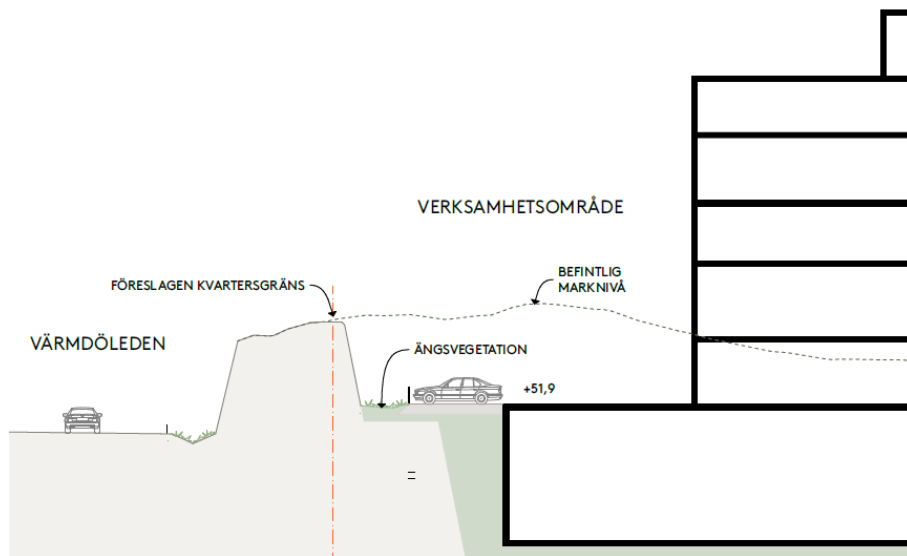 VERKSAMHETSOMRÅDE
BEFINTLIG
MARKNIVÅ
FÖRESLAGEN KVARTERSGRÄNS
VÄRMDÖLEDEN
ÄNGSVEGETATION
+51,9